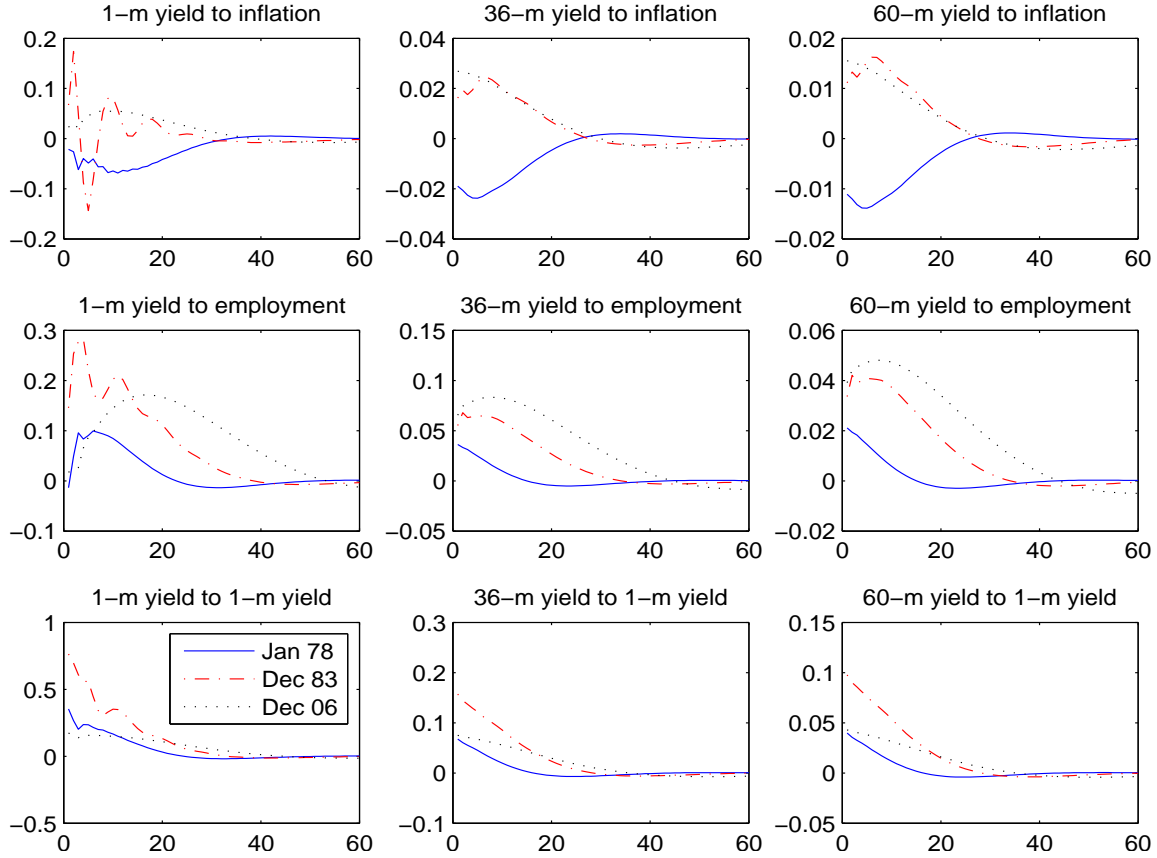 1−m yield to inflation
36−m yield to inflation
60−m yield to inflation
0.2
0.1
0
−0.1
−0.2
0 20 40 60
0.04
0.02
0
−0.02
−0.04
0 20 40 60
0.02
0.01
0
−0.01
−0.02
0 20 40 60
1−m yield to employment
36−m yield to employment
60−m yield to employment
0.3
0.2
0.1
0
−0.1
0 20 40 60
0.15
0.1
0.05
0
−0.05
0 20 40 60
0.06
0.04
0.02
0
−0.02
0 20 40 60
1−m yield to 1−m yield
36−m yield to 1−m yield
60−m yield to 1−m yield
1
0.5
0
−0.5
0 20 40 60
Jan 78
Dec 83
Dec 06
0.3
0.2
0.1
0
−0.1
0 20 40 60
0.15
0.1
0.05
0
−0.05
0 20 40 60